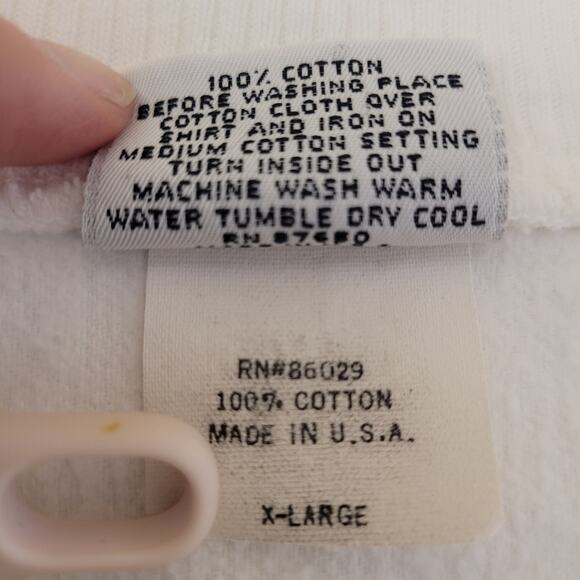 100% COTTON
BEFORE WASHING PLACE
COTTON CLOTH OVER
SHIRT AND IRON ON
MEDIUM COTTON SETTING
TURN INSIDE OUT
MACHINE WASH WARM
WATER TUMBLE DRY COOL
RN
RN#86029
100% COTTON
MADE IN U.S.A.
X-LARGE